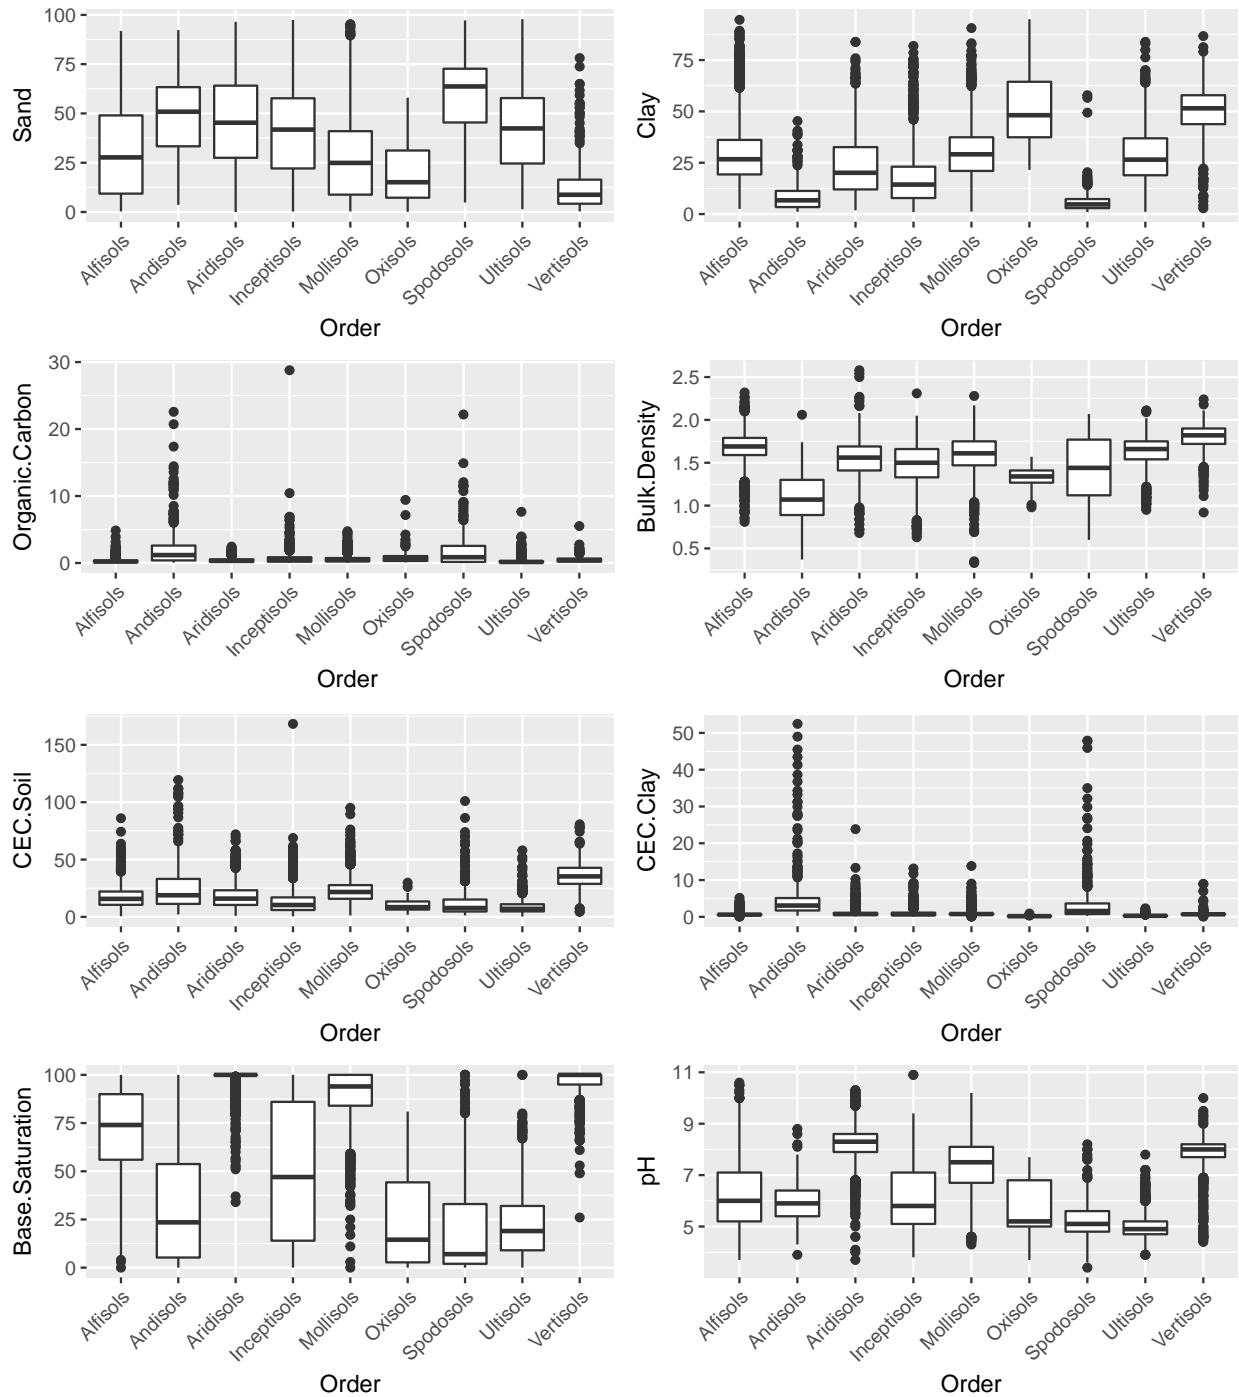 Sand
100
75
50
25
0
Alfisols
Andisols
Aridisols
Inceptisols
Mollisols
Oxisols
Spodosols
Ultisols
Vertisols
Order
Clay
75
50
25
0
Alfisols
Andisols
Aridisols
Inceptisols
Mollisols
Oxisols
Spodosols
Ultisols
Vertisols
Order
Organic.Carbon
30
20
10
0
Alfisols
Andisols
Aridisols
Inceptisols
Mollisols
Oxisols
Spodosols
Ultisols
Vertisols
Order
Bulk.Density
2.5
2.0
1.5
1.0
0.5
Alfisols
Andisols
Aridisols
Inceptisols
Mollisols
Oxisols
Spodosols
Ultisols
Vertisols
Order
CEC.Soil
150
100
50
0
Alfisols
Andisols
Aridisols
Inceptisols
Mollisols
Oxisols
Spodosols
Ultisols
Vertisols
Order
CEC.Clay
50
40
30
20
10
0
Alfisols
Andisols
Aridisols
Inceptisols
Mollisols
Oxisols
Spodosols
Ultisols
Vertisols
Order
Base.Saturation
100
75
50
25
0
Alfisols
Andisols
Aridisols
Inceptisols
Mollisols
Oxisols
Spodosols
Ultisols
Vertisols
Order
pH
11
9
7
5
Alfisols
Andisols
Aridisols
Inceptisols
Mollisols
Oxisols
Spodosols
Ultisols
Vertisols
Order